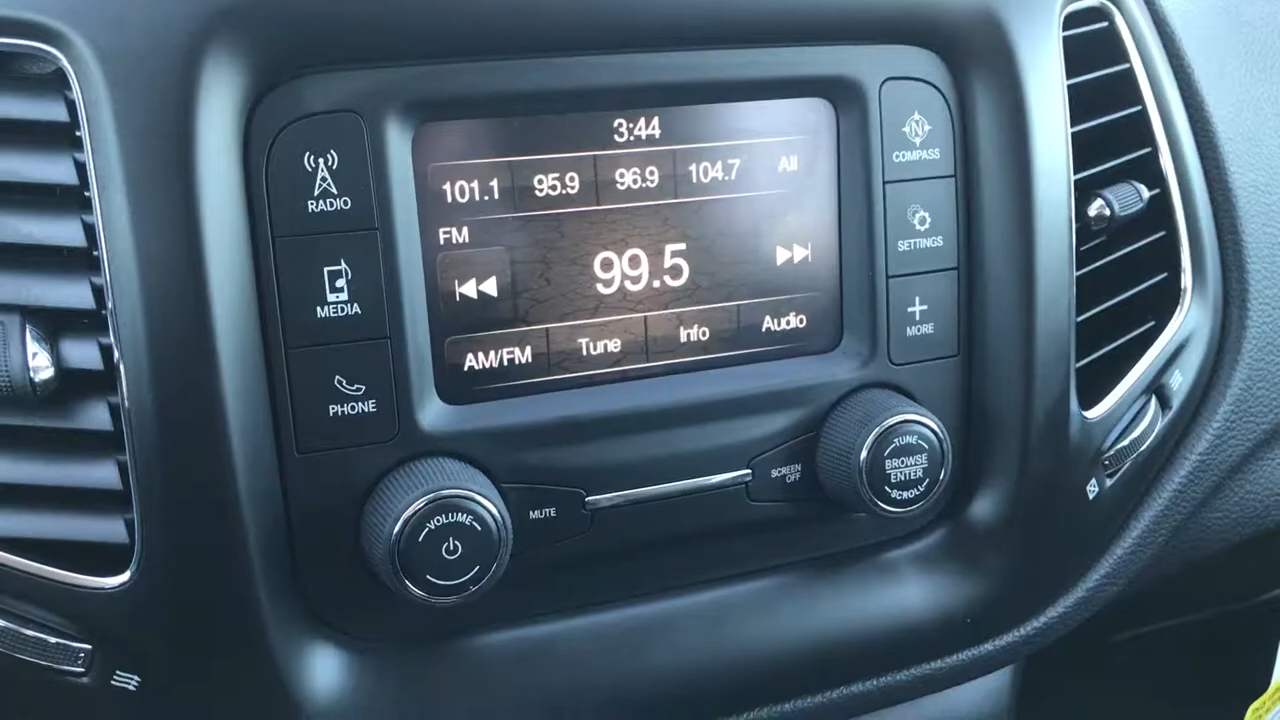 3:44
101.1 95.9 96.9 104.7 All
FM
99.5
AM/FM Tune Info Audio
RADIO
MEDIA
PHONE
N
COMPASS
SETTINGS
MORE
VOLUME
MUTE
SCREEN
OFF
TUNE
BROWSE
ENTER
SCROLL